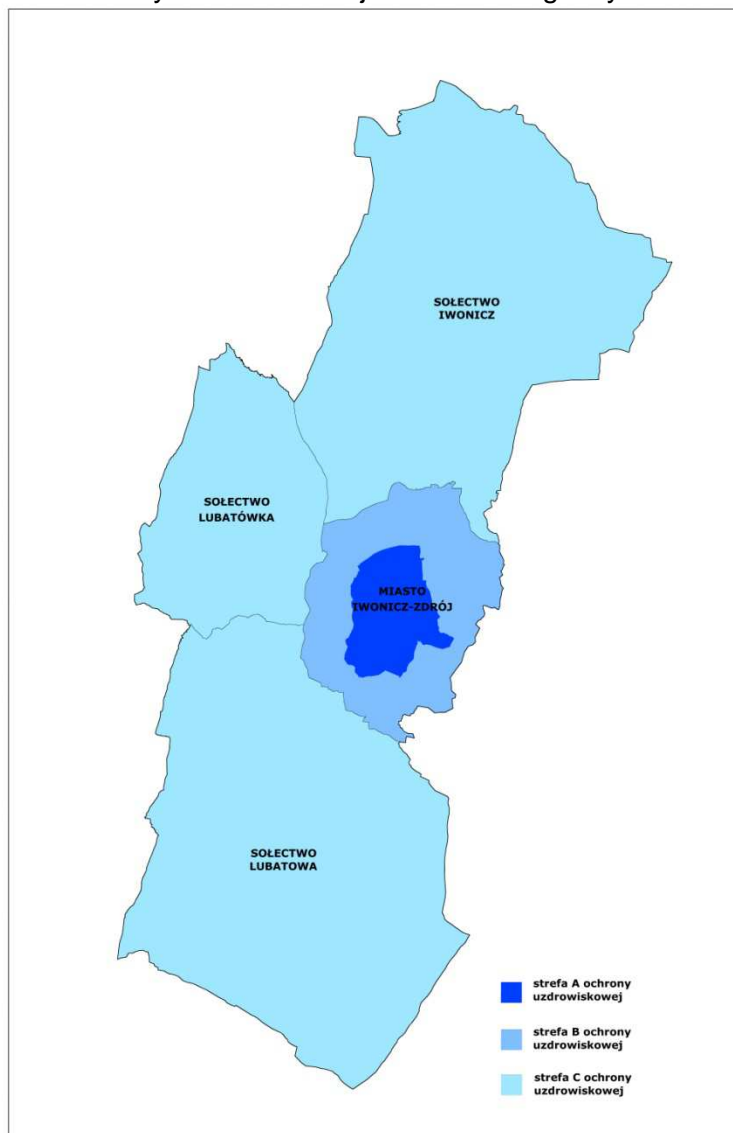 SOŁECTWO
IWONICZ
SOŁECTWO
LUBATÓWKA
MIASTO
IWONICZ-ZDRÓJ
SOŁECTWO
LUBATOWA
strefa A ochrony
uzdrowiskowej
strefa B ochrony
uzdrowiskowej
strefa C ochrony
uzdrowiskowej